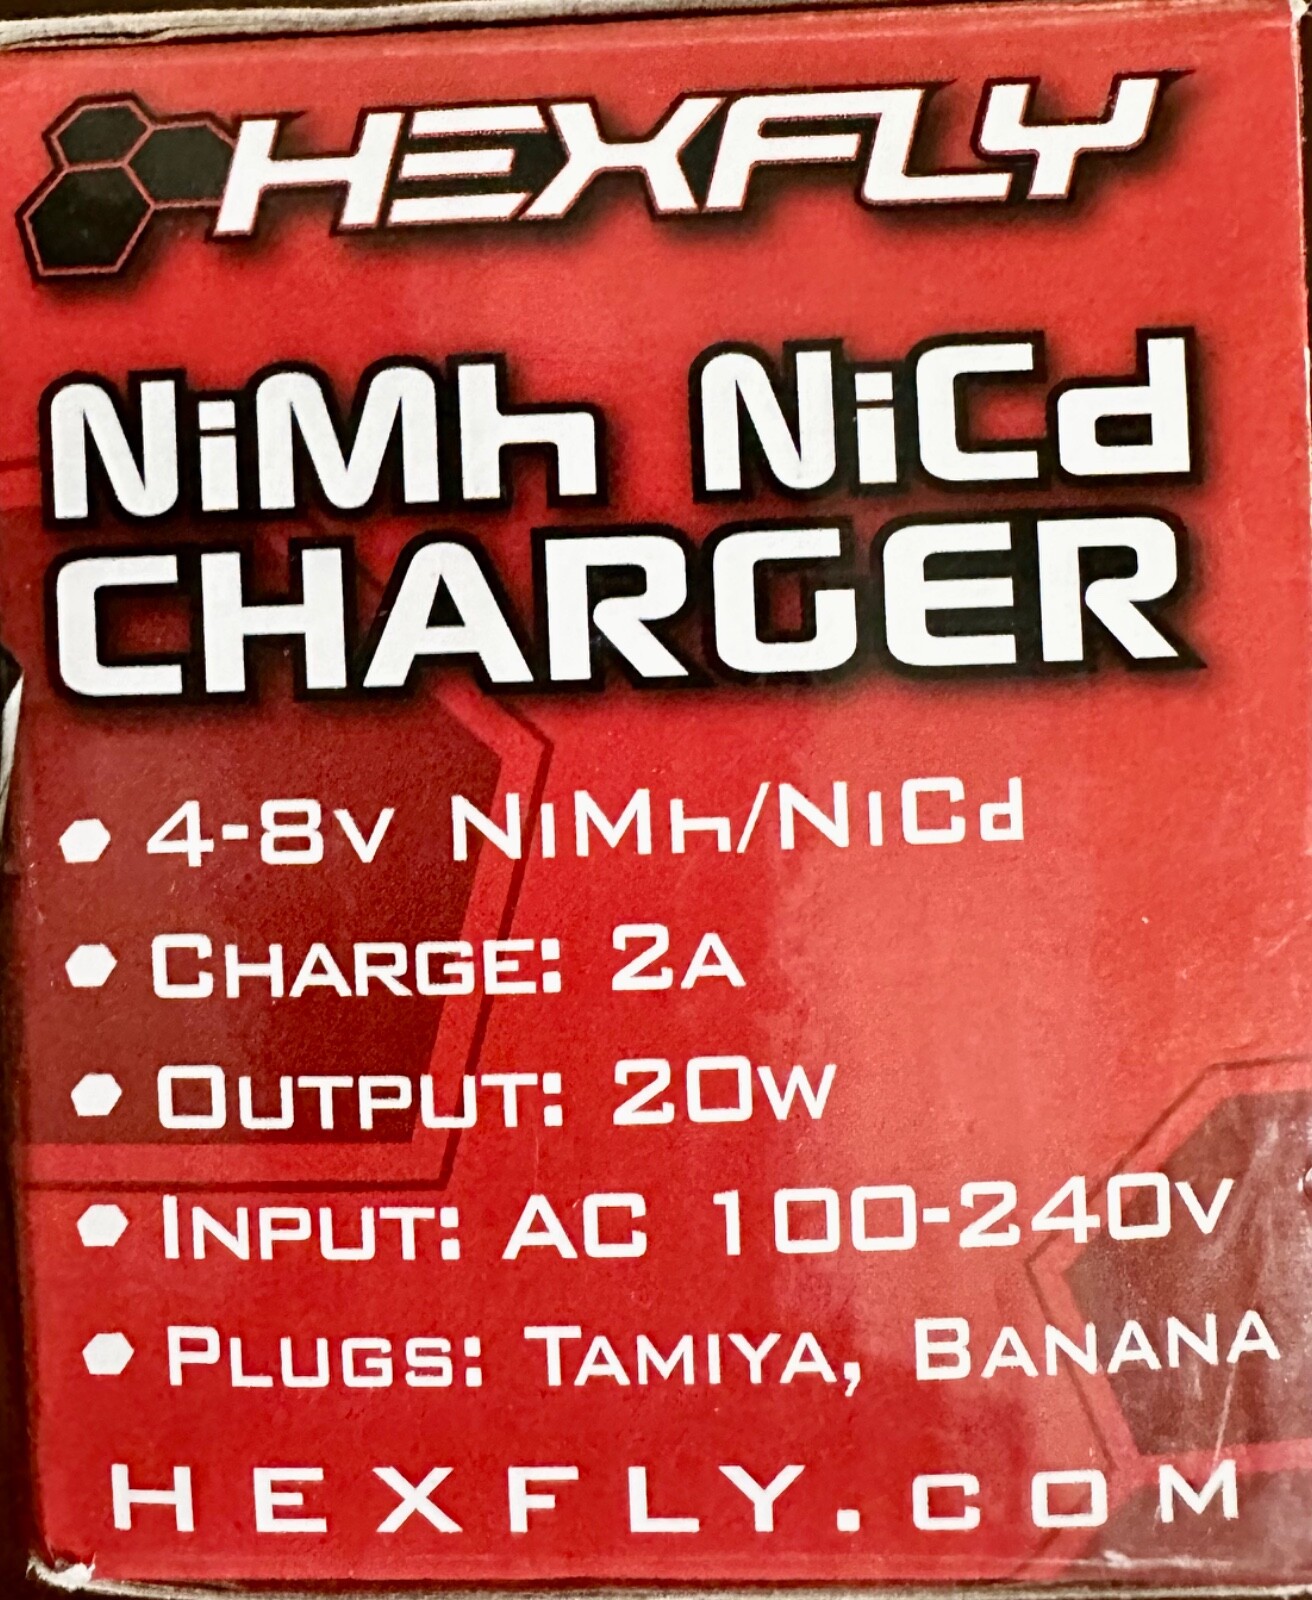 HEXFLY
NiMh NiCd
CHARGER
• 4-8V NIMH/NICD
• CHARGE: 2A
• OUTPUT: 20W
• INPUT: AC 100-240V
• PLUGS: TAMIYA, BANANA
HEXFLY.COM